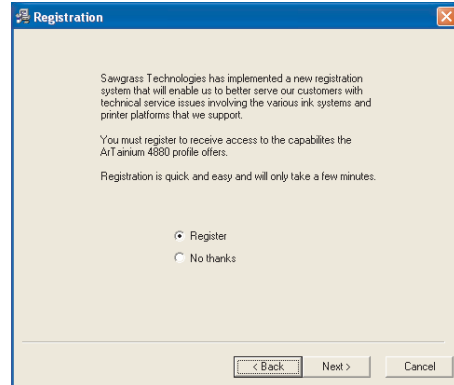 Registration
Sawgrass Technologies has implemented a new registration
system that will enable us to better serve our customers with
technical service issues involving the various ink systems and
printer platforms that we support.
You must register to receive access to the capabilites the
ArTainium 4880 profile offers.
Registration is quick and easy and will only take a few minutes.
Register
No thanks
< Back
Next >
Cancel